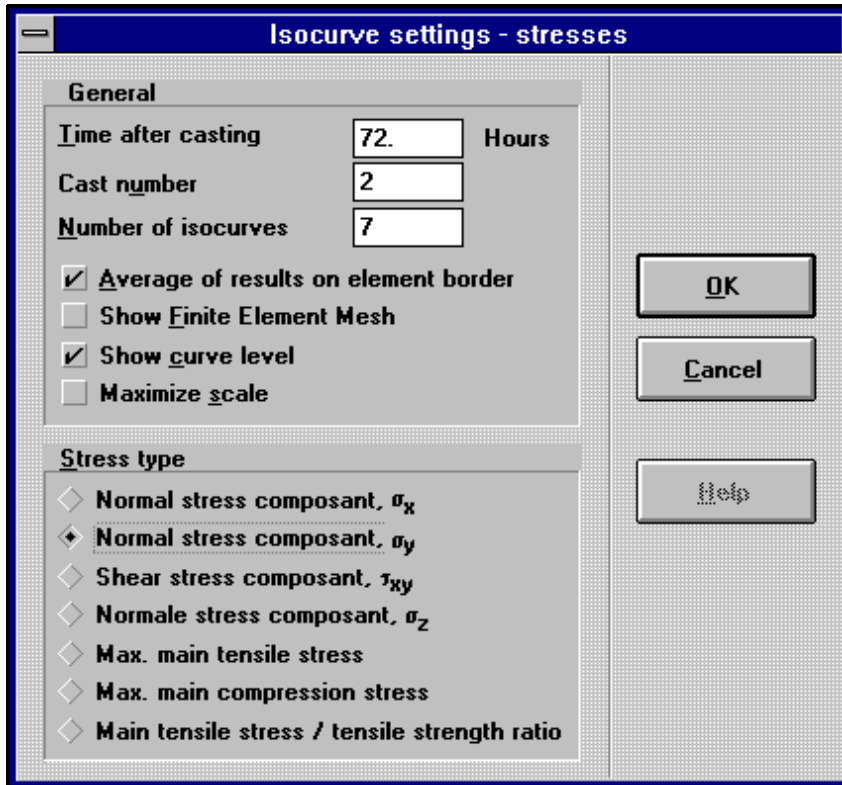 Isocurve settings - stresses
General
Time after casting 72. Hours
Cast number 2
Number of isocurves 7
Average of results on element border
Show Finite Element Mesh
Show curve level
Maximize scale
OK
Cancel
Stress type
Help
Normal stress composant, σx
Normal stress composant, σy
Shear stress composant, τxy
Normale stress composant, σz
Max. main tensile stress
Max. main compression stress
Main tensile stress / tensile strength ratio